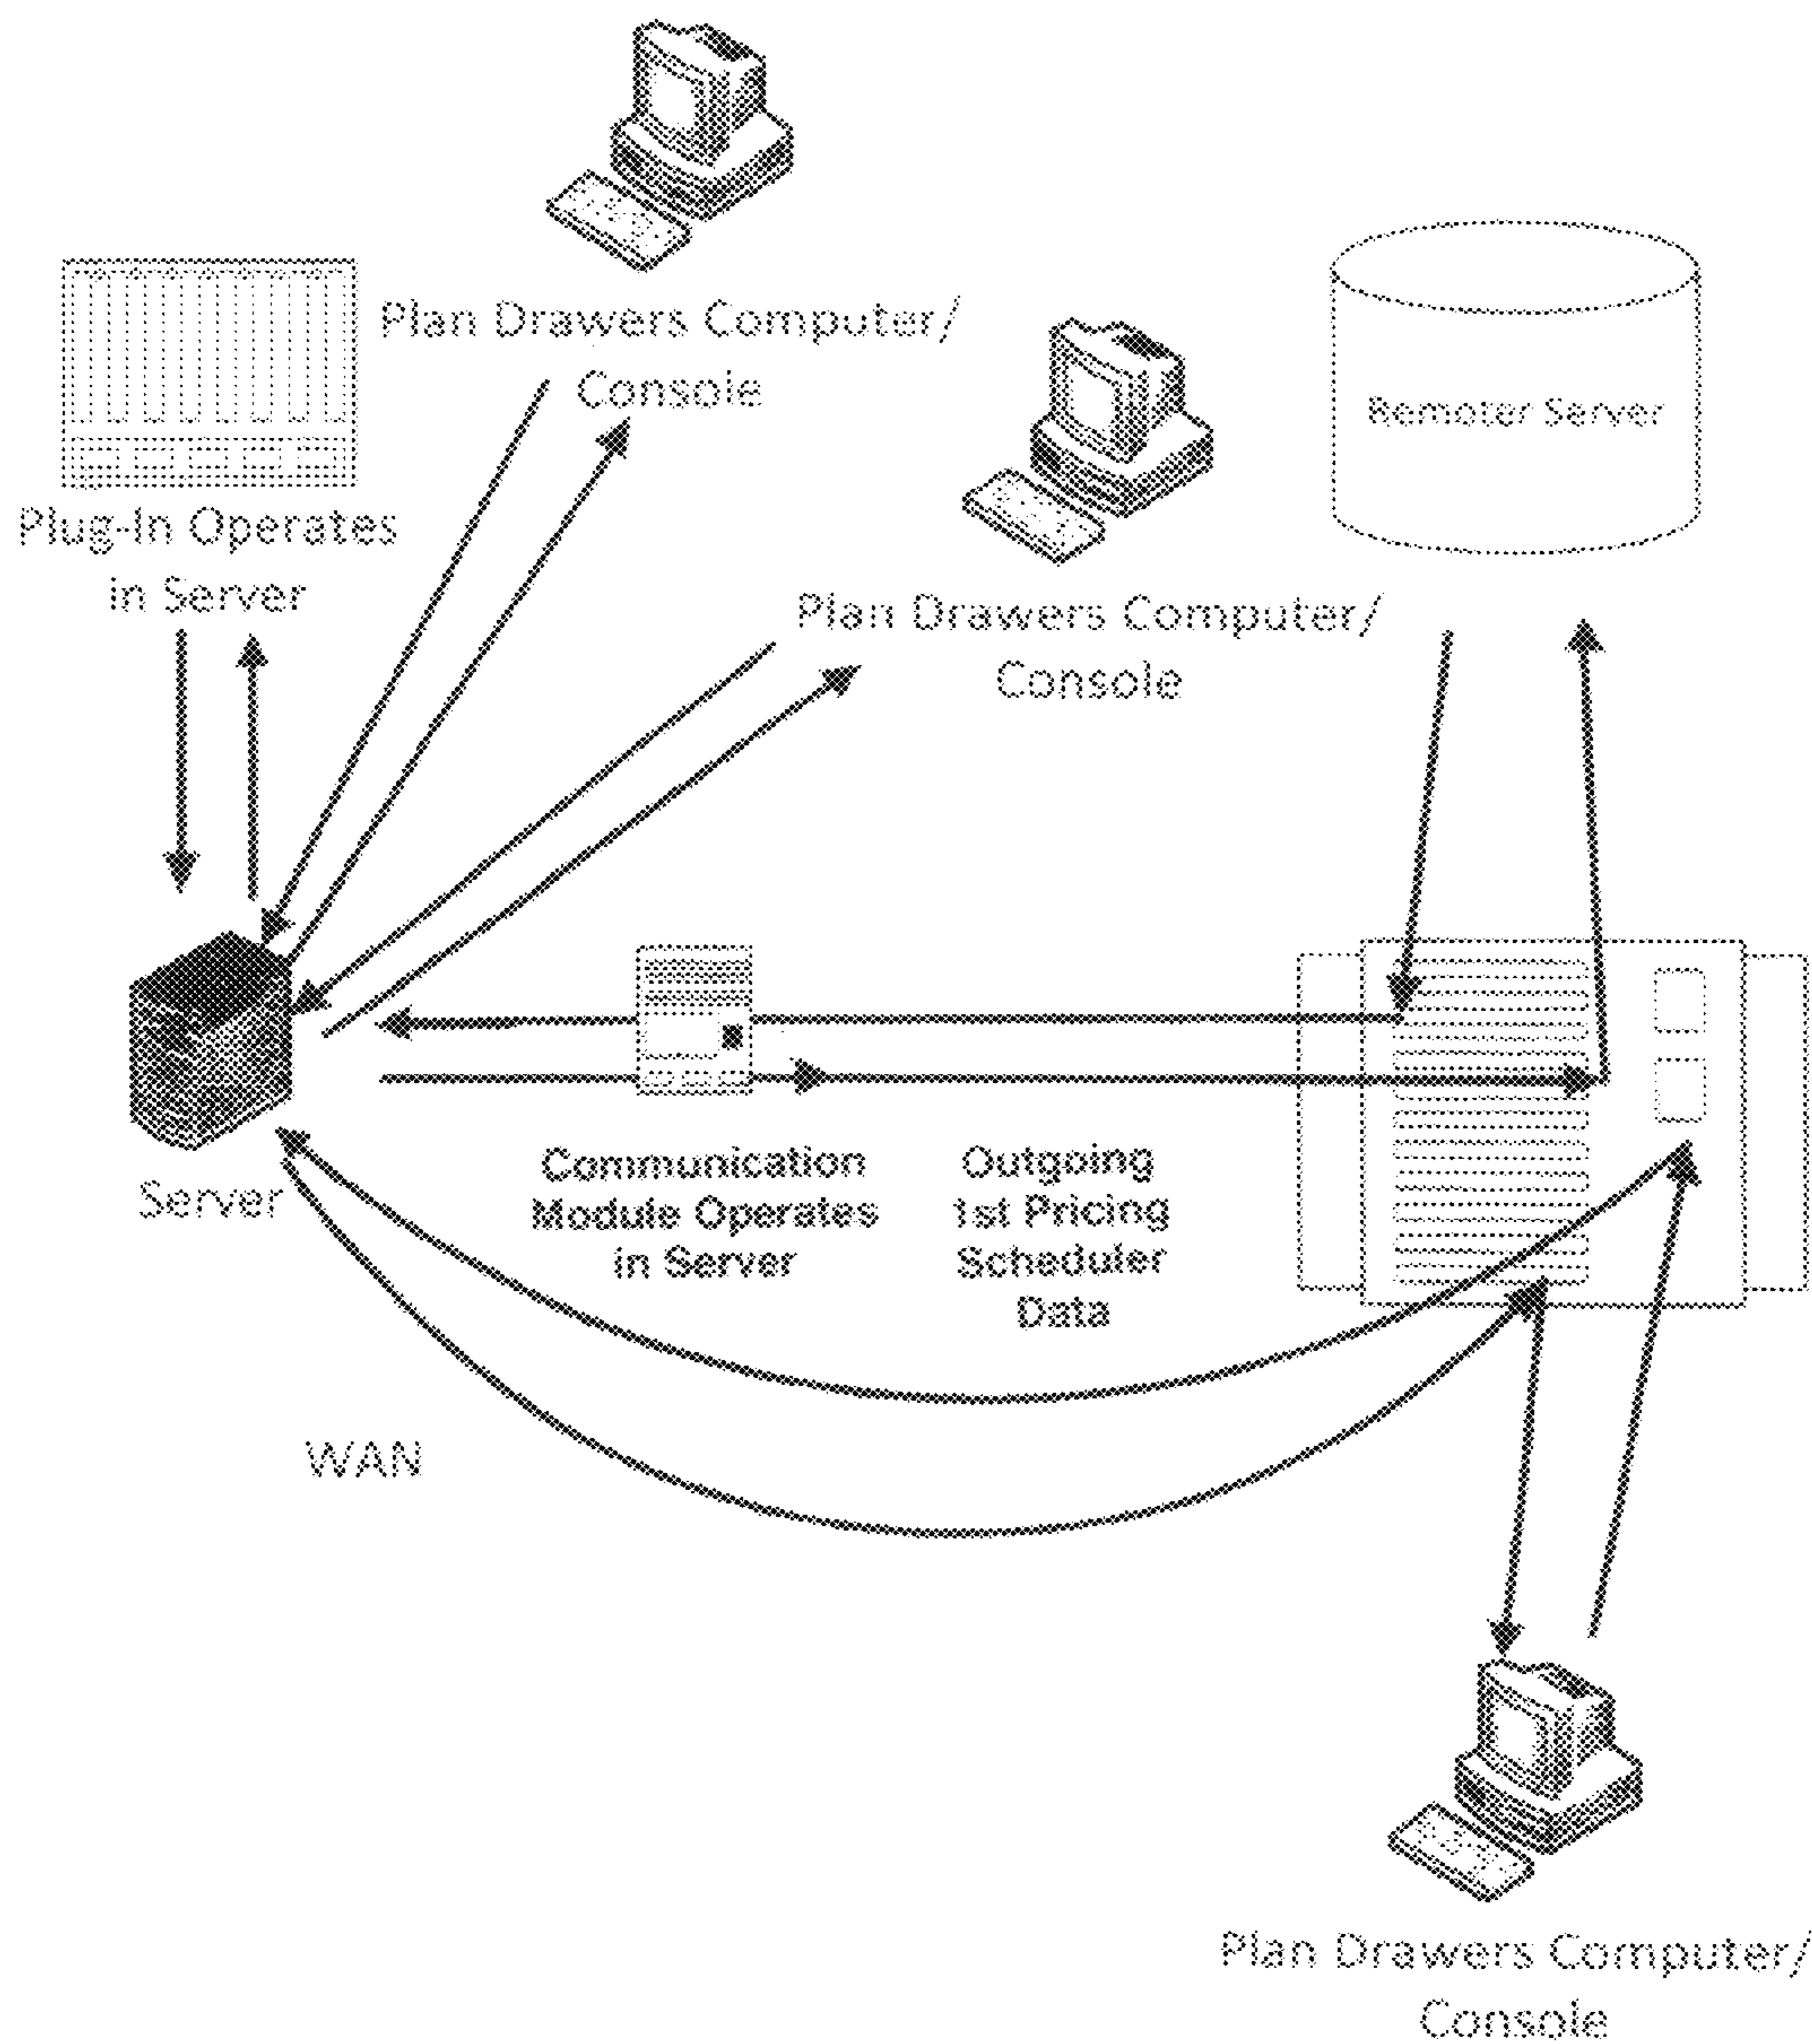 Plan Drawers Computer/
Console
Remoter Server
Plug-In Operates
in Server
Plan Drawers Computer/
Console
Communication
Module Operates
in Server
Outgoing
1st Pricing
Scheduler
Data
Server
WAN
Plan Drawers Computer/
Console